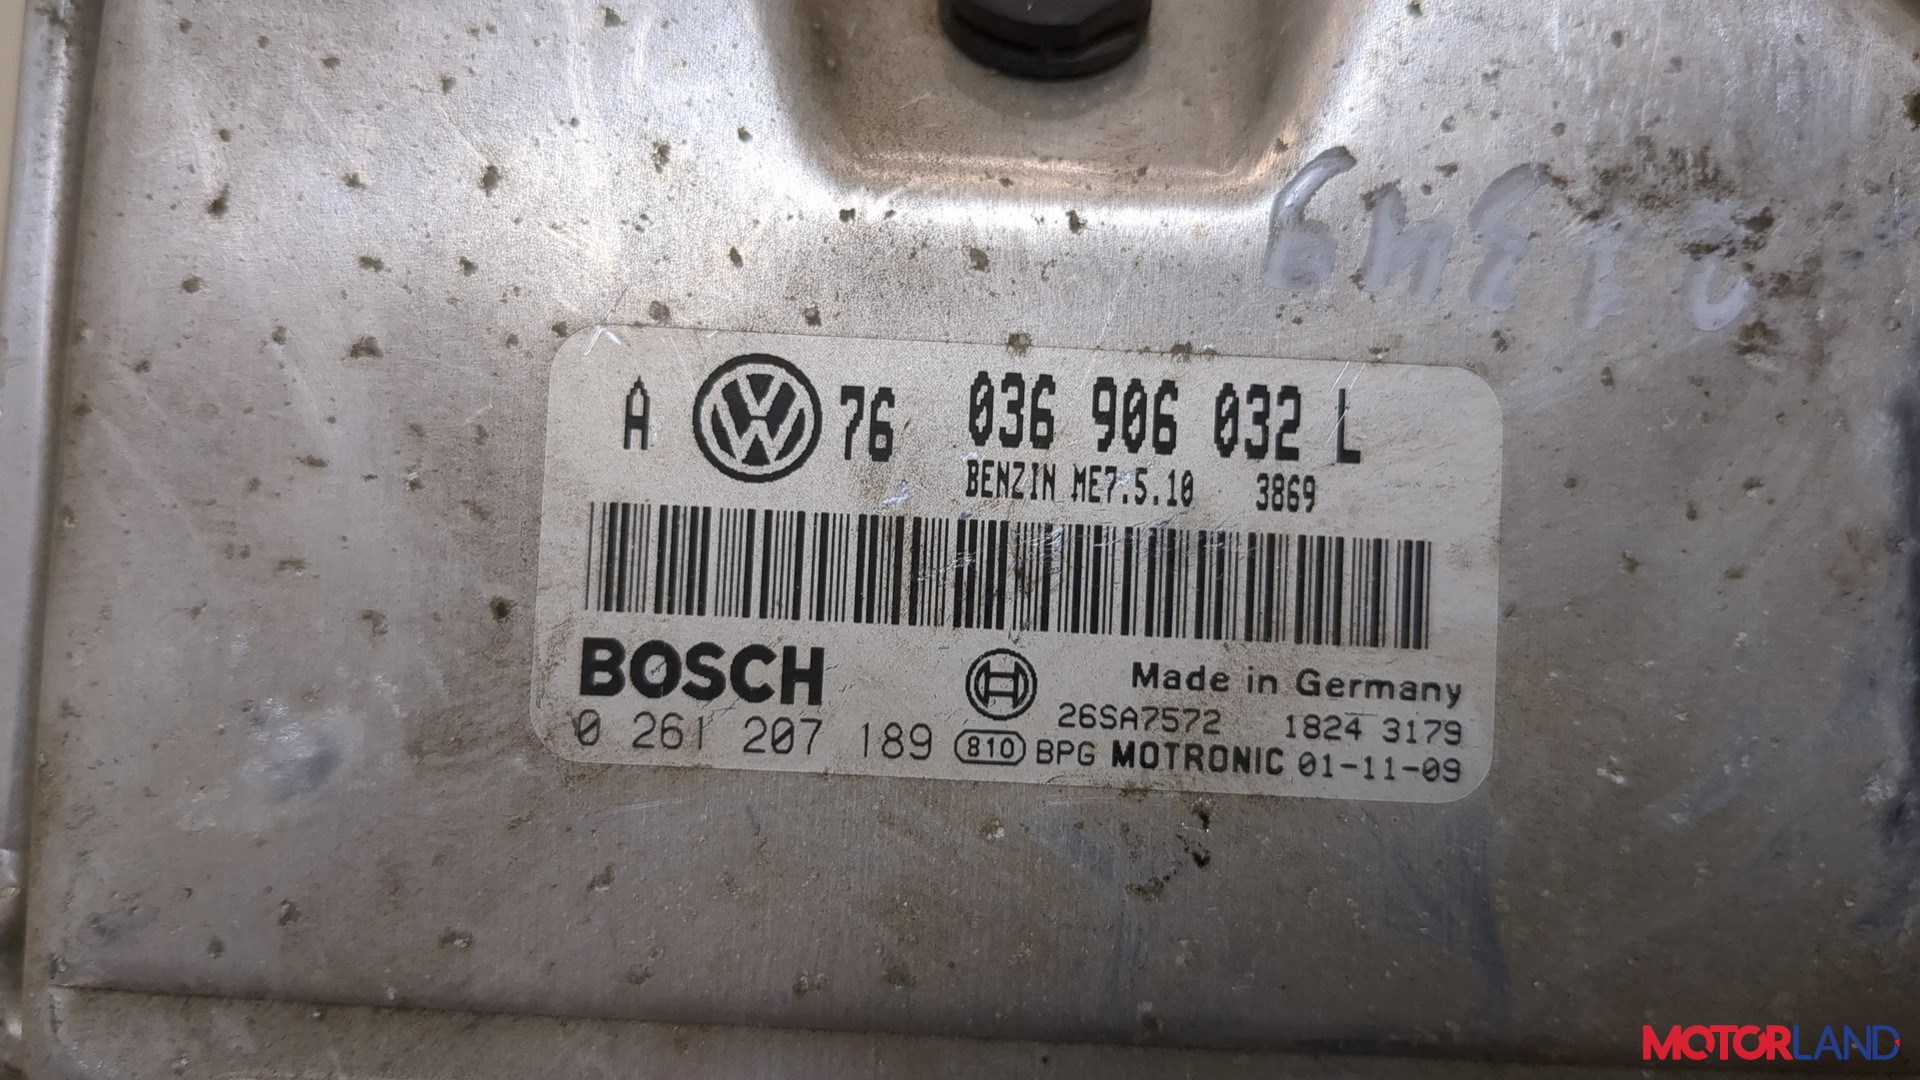 A VW 76 036 906 032 L
BENZIN ME7.5.10 3869
BOSCH
Made in Germany
26SA7572 1824 3179
0 261 207 189 810 BPG MOTRONIC 01-11-09
MOTORLAND